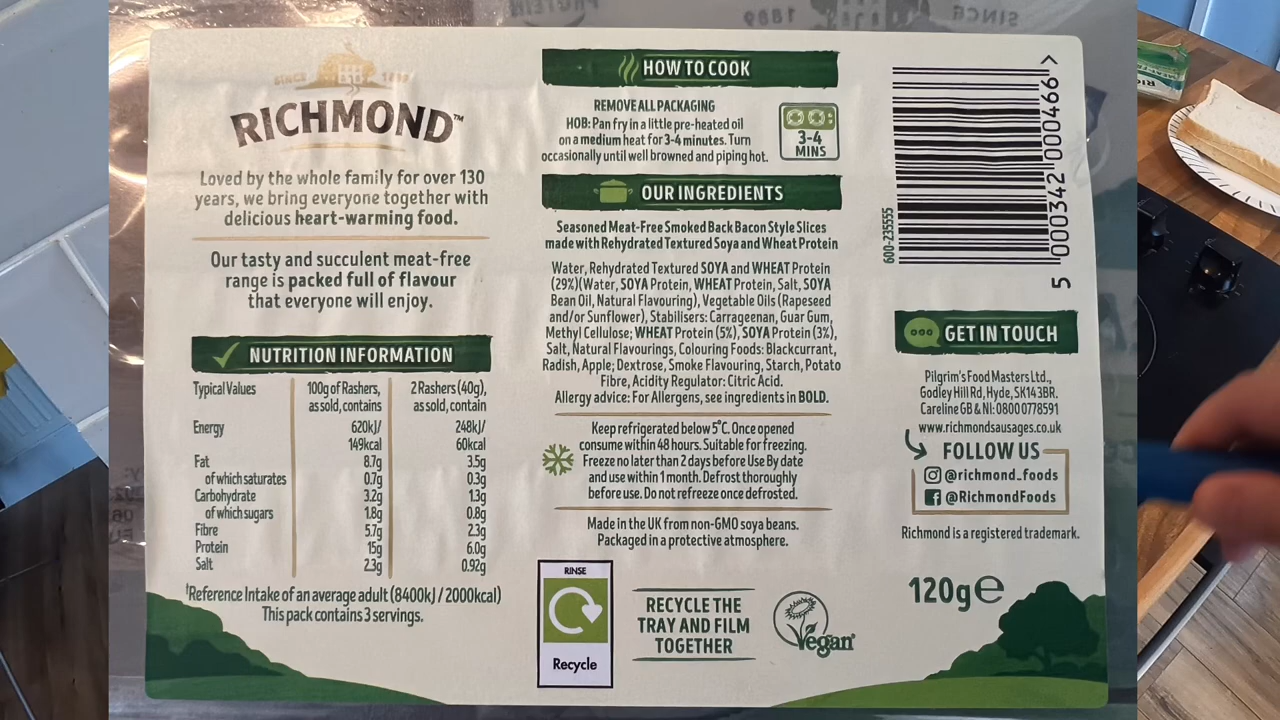 SINCE 1889
RICHMOND™
Loved by the whole family for over 130
years, we bring everyone together with
delicious heart-warming food.
Our tasty and succulent meat-free
range is packed full of flavour
that everyone will enjoy.
NUTRITION INFORMATION
Typical Values 100g of Rashers, 2 Rashers (40g),
as sold, contains as sold, contain
Energy 620kJ/ 248kJ/
149kcal 60kcal
Fat 8.7g 3.5g
of which saturates 0.7g 0.3g
Carbohydrate 3.2g 1.3g
of which sugars 1.8g 0.8g
Fibre 5.7g 2.3g
Protein 15g 6.0g
Salt 2.3g 0.92g
¹Reference Intake of an average adult (8400kJ / 2000kcal)
This pack contains 3 servings.
HOW TO COOK
REMOVE ALL PACKAGING
HOB: Pan fry in a little pre-heated oil
on a medium heat for 3-4 minutes. Turn
occasionally until well browned and piping hot.
3-4
MINS
OUR INGREDIENTS
Seasoned Meat-Free Smoked Back Bacon Style Slices
made with Rehydrated Textured Soya and Wheat Protein
Water, Rehydrated Textured SOYA and WHEAT Protein
(29%)(Water, SOYA Protein, WHEAT Protein, Salt, SOYA
Bean Oil, Natural Flavouring), Vegetable Oils (Rapeseed
and/or Sunflower), Stabilisers: Carrageenan, Guar Gum,
Methyl Cellulose; WHEAT Protein (5%), SOYA Protein (3%),
Salt, Natural Flavourings, Colouring Foods: Blackcurrant,
Radish, Apple; Dextrose, Smoke Flavouring, Starch, Potato
Fibre, Acidity Regulator: Citric Acid.
Allergy advice: For Allergens, see ingredients in BOLD.
Keep refrigerated below 5°C. Once opened
consume within 48 hours. Suitable for freezing.
Freeze no later than 2 days before Use By date
and use within 1 month. Defrost thoroughly
before use. Do not refreeze once defrosted.
Made in the UK from non-GMO soya beans.
Packaged in a protective atmosphere.
RINSE
Recycle
RECYCLE THE
TRAY AND FILM
TOGETHER
Vegan
600-235555
5 000342 000466 >
GET IN TOUCH
Pilgrim's Food Masters Ltd.,
Godley Hill Rd, Hyde, SK14 3BR.
Careline GB & NI: 0800 0778591
www.richmondsausages.co.uk
FOLLOW US
@richmond_foods
@RichmondFoods
Richmond is a registered trademark.
120g℮